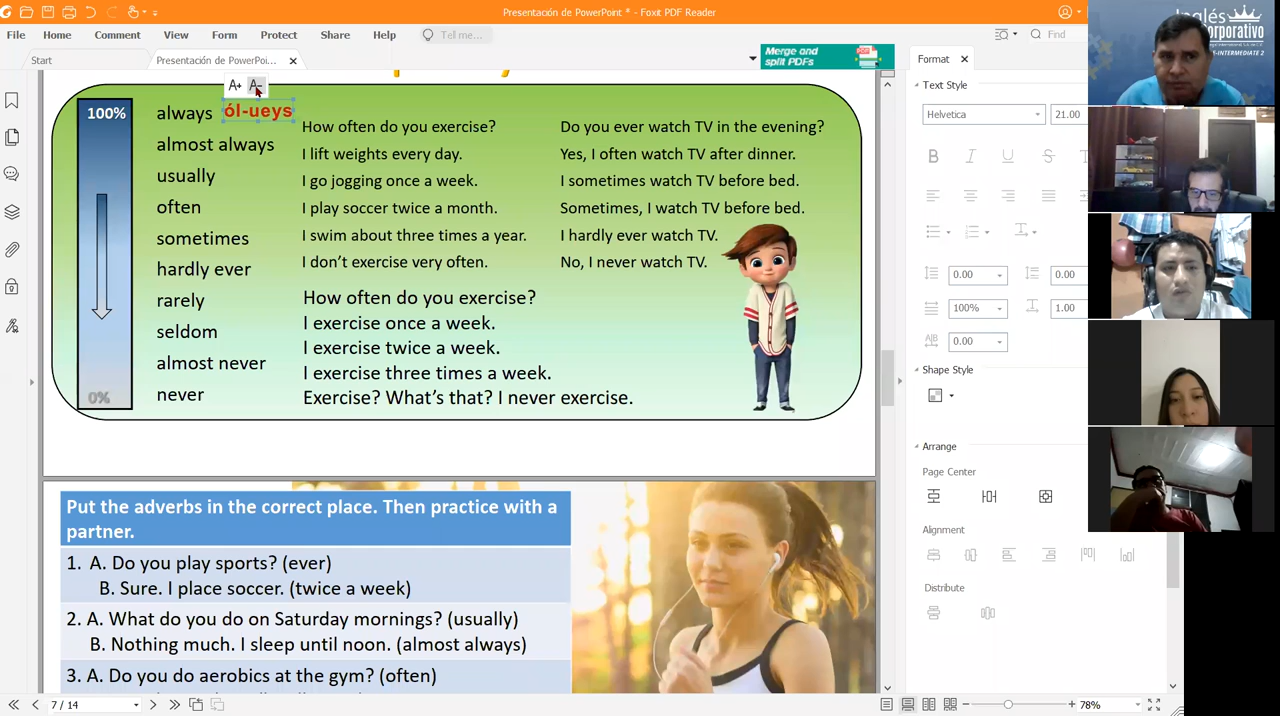 Presentación de PowerPoint * - Foxit PDF Reader
File Home Comment View Form Protect Share Help Tell me... Find
Start Presentación de PowerPoi...
Merge and split PDFs
A+ A-
100%
always ól-ueys
almost always
usually
often
sometimes
hardly ever
rarely
seldom
almost never
never
0%
How often do you exercise?
I lift weights every day.
I go jogging once a week.
I play soccer twice a month.
I swim about three times a year.
I don't exercise very often.
Do you ever watch TV in the evening?
Yes, I often watch TV after dinner.
I sometimes watch TV before bed.
Sometimes, I watch TV before bed.
I hardly ever watch TV.
No, I never watch TV.
How often do you exercise?
I exercise once a week.
I exercise twice a week.
I exercise three times a week.
Exercise? What's that? I never exercise.
Put the adverbs in the correct place. Then practice with a
partner.
1. A. Do you play sports? (ever)
B. Sure. I place soccer. (twice a week)
2. A. What do you do on Satuday mornings? (usually)
B. Nothing much. I sleep until noon. (almost always)
3. A. Do you do aerobics at the gym? (often)
Format
Text Style
Helvetica 21.00
B I U S
0.00 0.00
100% 1.00
0.00
Shape Style
Arrange
Page Center
Alignment
Distribute
7 / 14
78%
Inglés